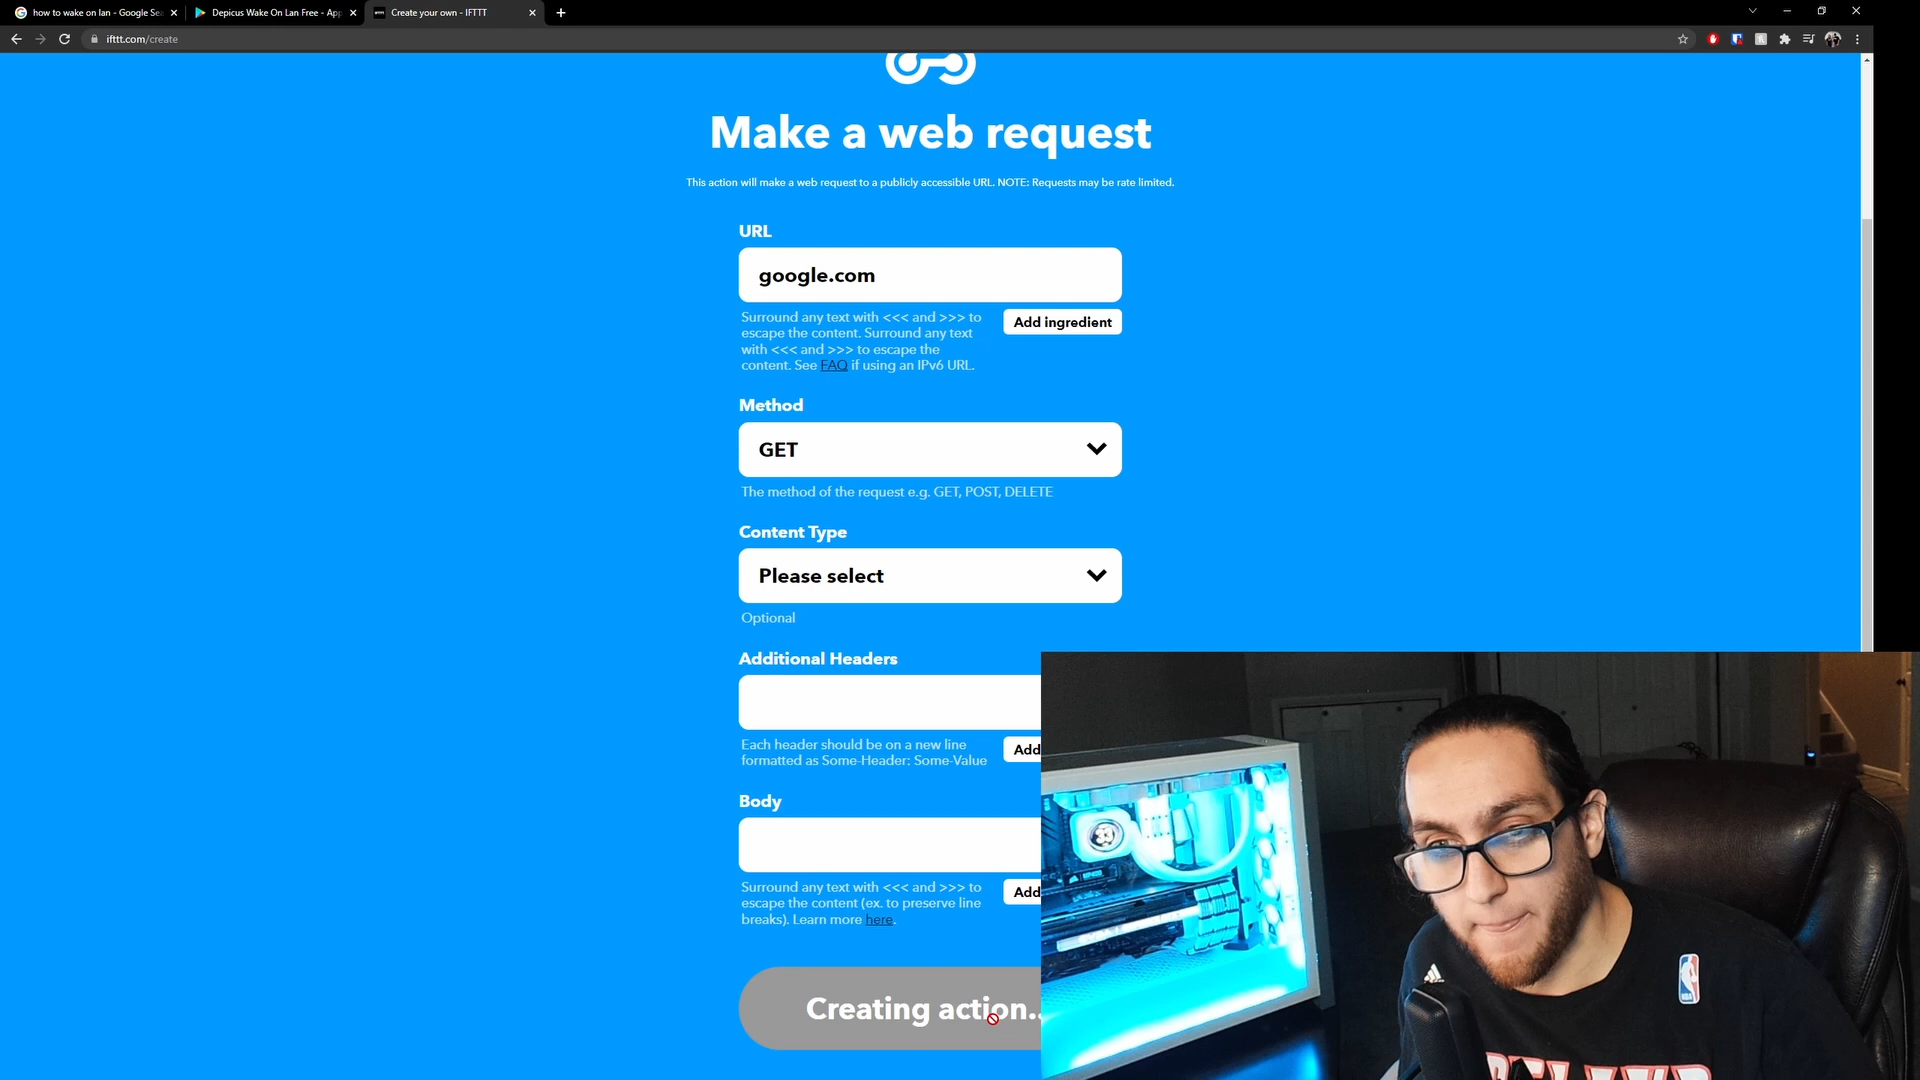 how to wake on lan - Google Sea
Depicus Wake On Lan Free - App
Create your own - IFTTT
ifttt.com/create
Make a web request
This action will make a web request to a publicly accessible URL. NOTE: Requests may be rate limited.
URL
google.com
Surround any text with <<< and >>> to
escape the content. Surround any text
with <<< and >>> to escape the
content. See FAQ if using an IPv6 URL.
Add ingredient
Method
GET
The method of the request e.g. GET, POST, DELETE
Content Type
Please select
Optional
Additional Headers
Each header should be on a new line
formatted as Some-Header: Some-Value
Add
Body
Surround any text with <<< and >>> to
escape the content (ex. to preserve line
breaks). Learn more here.
Add
Creating action..